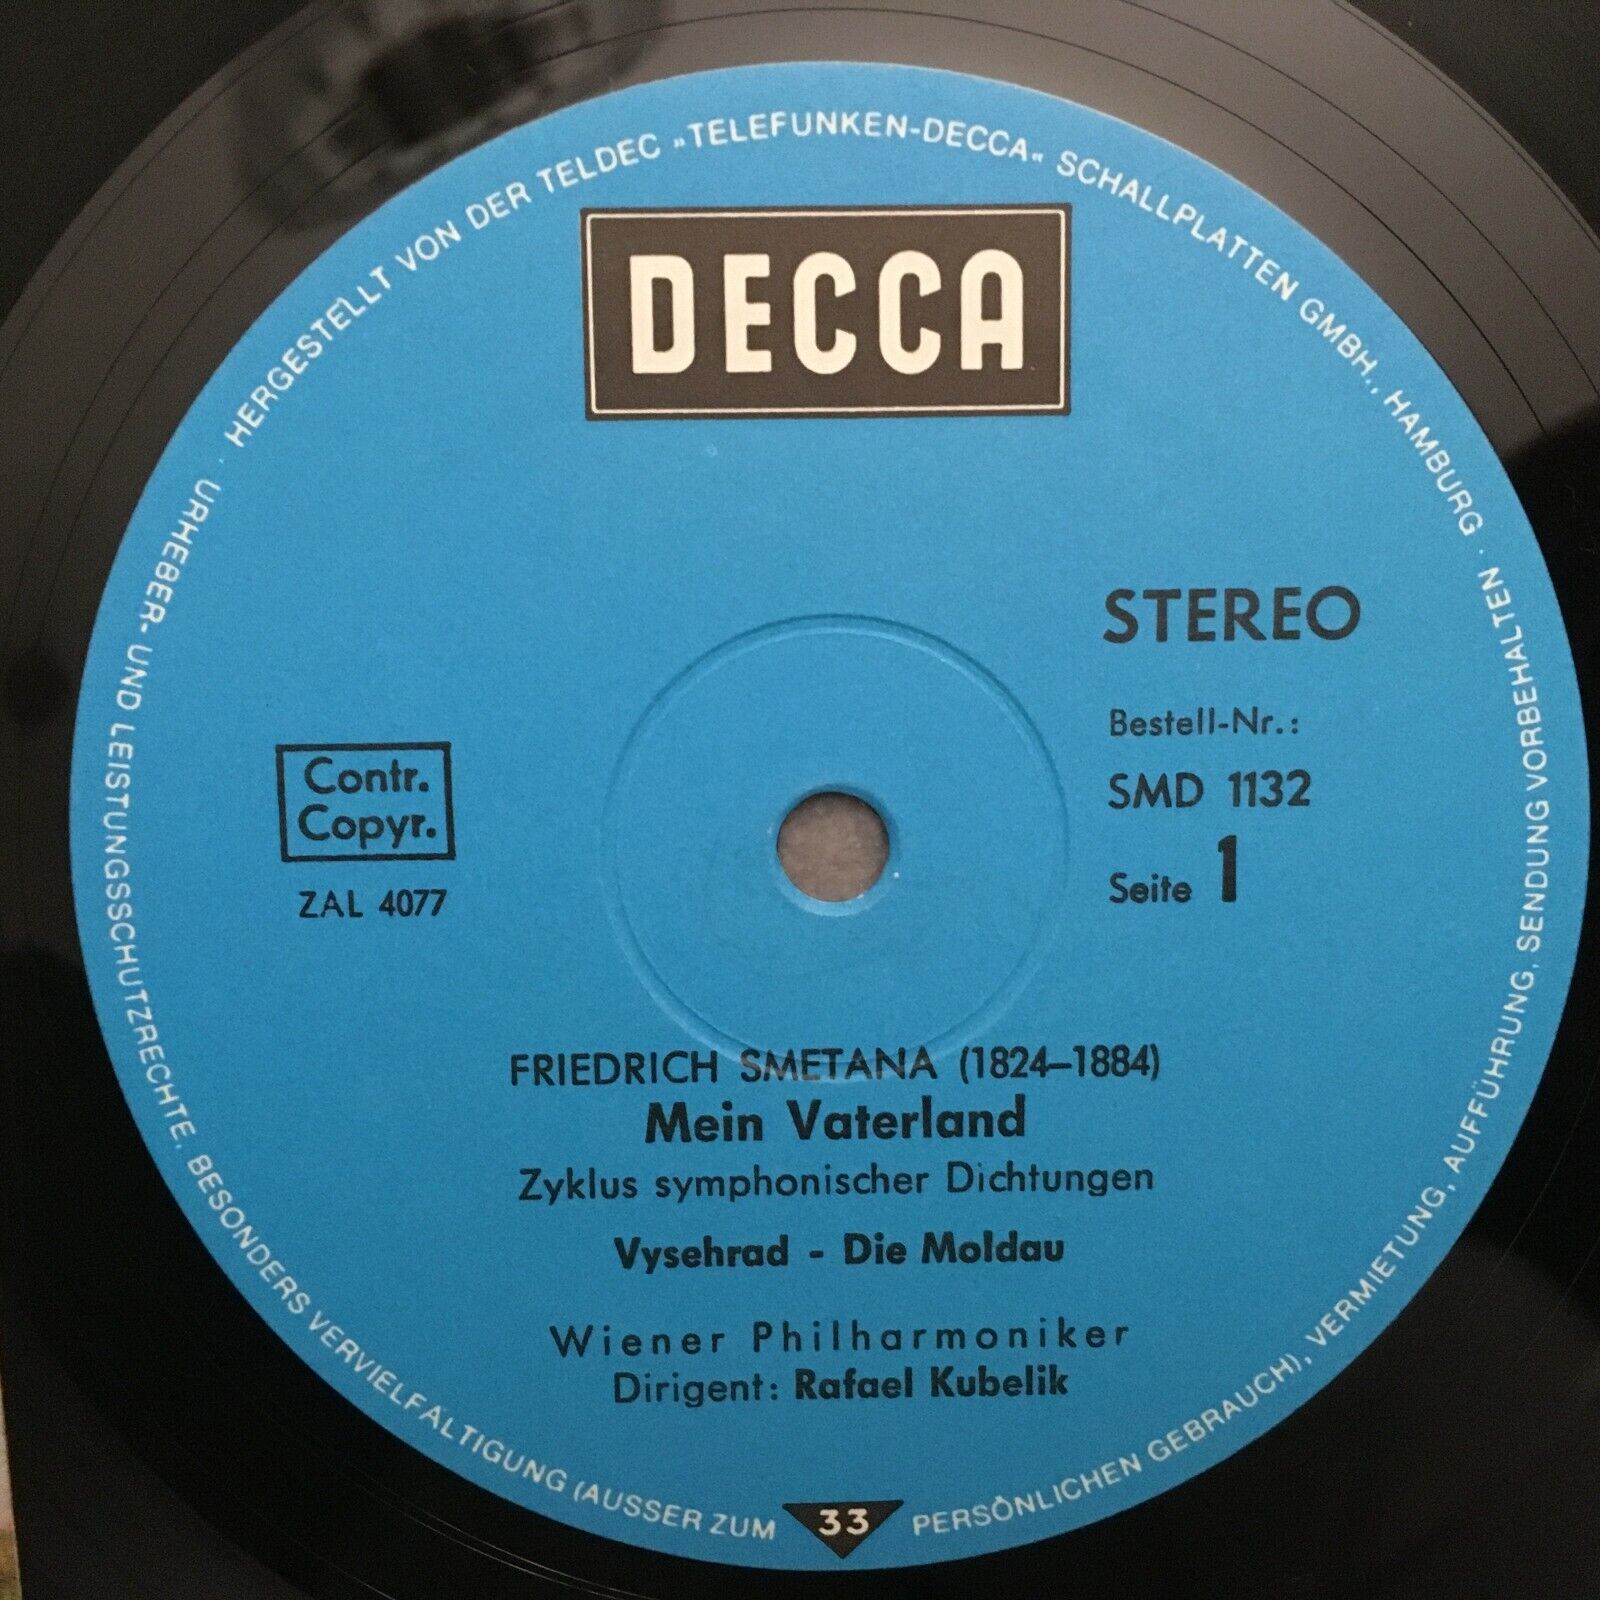 HERGESTELLT VON DER TELDEC »TELEFUNKEN-DECCA« SCHALLPLATTEN GMBH., HAMBURG · URHEBER- UND LEISTUNGSSCHUTZRECHTE, BESONDERS VERVIELFÄLTIGUNG (AUSSER ZUM PERSÖNLICHEN GEBRAUCH), VERMIETUNG, AUFFÜHRUNG, SENDUNG VORBEHALTEN ·
DECCA
STEREO
Bestell-Nr.:
SMD 1132
Seite 1
Contr.
Copyr.
ZAL 4077
FRIEDRICH SMETANA (1824–1884)
Mein Vaterland
Zyklus symphonischer Dichtungen
Vysehrad - Die Moldau
Wiener Philharmoniker
Dirigent: Rafael Kubelik
33